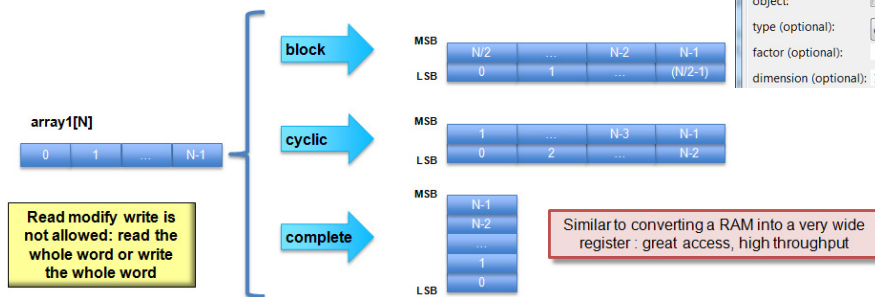 object:
type (optional):
factor (optional):
dimension (optional):
block
MSB
N/2 ... N-2 N-1
0 1 ... (N/2-1)
LSB
array1[N]
0 1 ... N-1
cyclic
MSB
1 ... N-3 N-1
0 2 ... N-2
LSB
complete
MSB
N-1
N-2
...
1
0
LSB
Read modify write is
not allowed: read the
whole word or write
the whole word
Similar to converting a RAM into a very wide
register : great access, high throughput